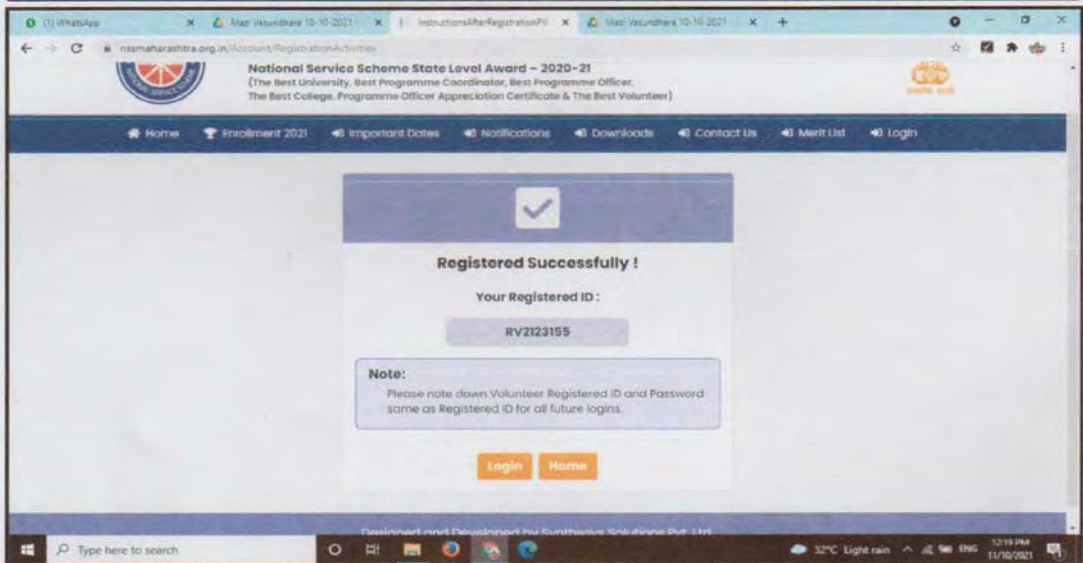 (1) WhatsApp
Mazi Vasundhara 10-10-2021
InstructionsAfterRegistrationPV
Mazi Vasundhara 10-10-2021
nssmaharashtra.org.in/Account/RegistrationActivities
National Service Scheme State Level Award – 2020-21
(The Best University, Best Programme Coordinator, Best Programme Officer,
The Best College, Programme Officer Appreciation Certificate & The Best Volunteer)
Home Enrollment 2021 Important Dates Notifications Downloads Contact Us Merit List Login
Registered Successfully !
Your Registered ID :
RV2123155
Note:
Please note down Volunteer Registered ID and Password
same as Registered ID for all future logins.
Login Home
Designed and Developed by Synthesys Solutions Pvt. Ltd.
Type here to search
32°C Light rain ENG 12:19 PM
11/10/2021